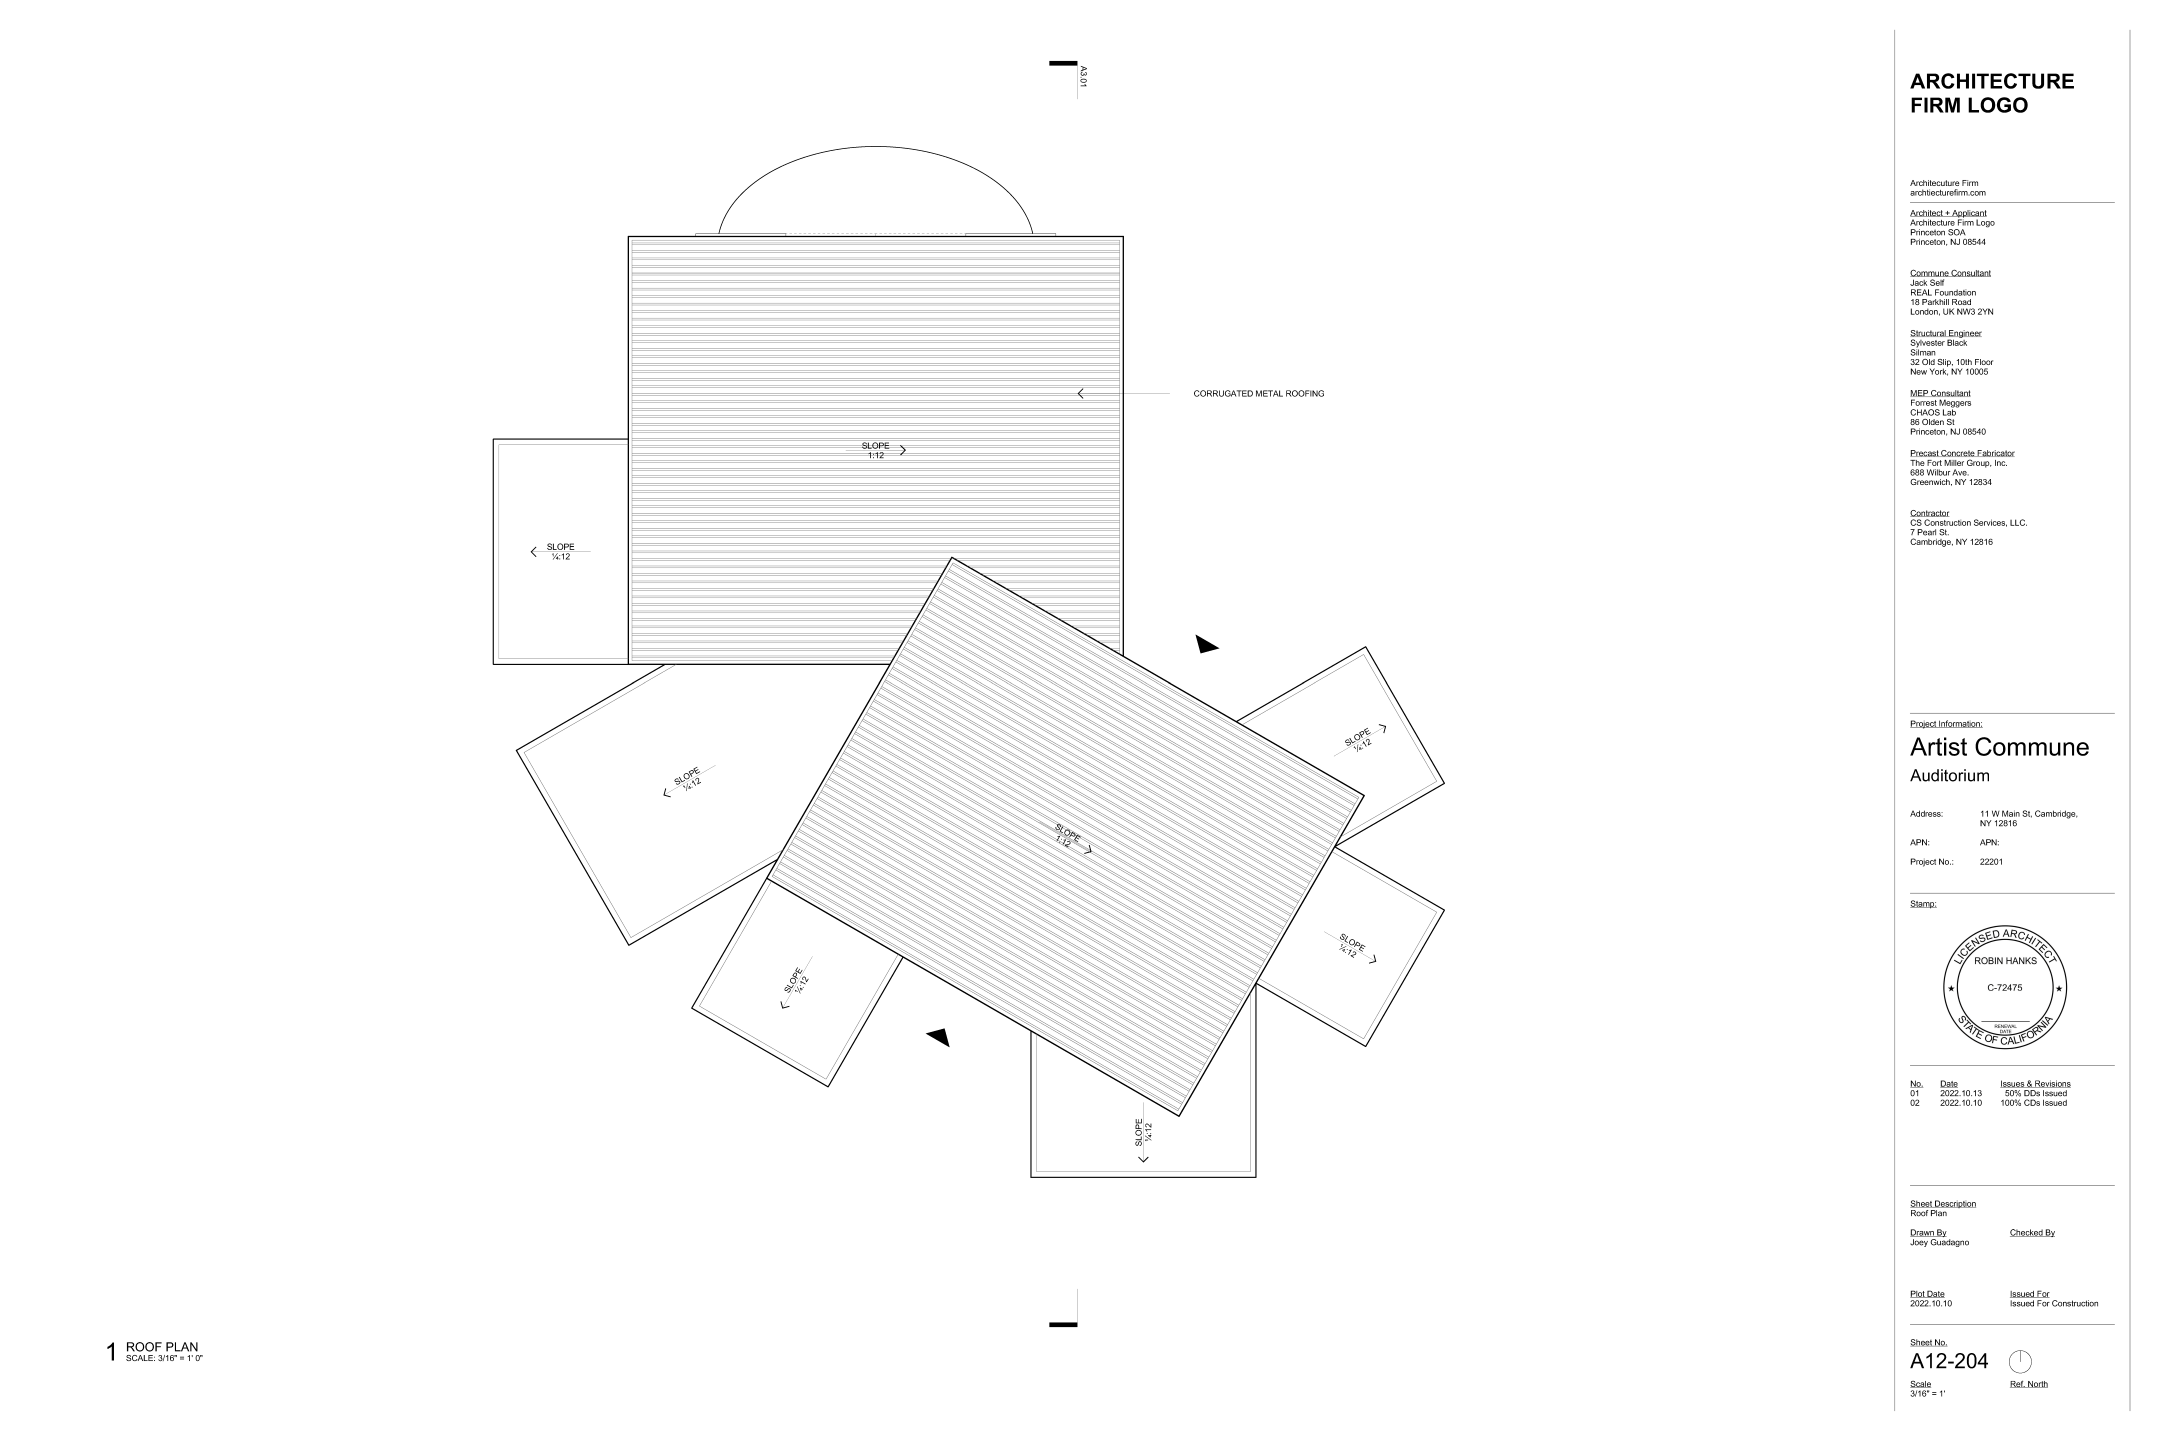 A3.01
CORRUGATED METAL ROOFING
SLOPE
1:12
SLOPE
¼:12
SLOPE
¼:12
SLOPE
¼:12
SLOPE
1:12
SLOPE
¼:12
SLOPE
¼:12
SLOPE
¼:12
1 ROOF PLAN
SCALE: 3/16" = 1' 0"
ARCHITECTURE
FIRM LOGO
Architecuture Firm
archtiecturefirm.com
Architect + Applicant
Architecture Firm Logo
Princeton SOA
Princeton, NJ 08544
Commune Consultant
Jack Self
REAL Foundation
18 Parkhill Road
London, UK NW3 2YN
Structural Engineer
Sylvester Black
Silman
32 Old Slip, 10th Floor
New York, NY 10005
MEP Consultant
Forrest Meggers
CHAOS Lab
86 Olden St
Princeton, NJ 08540
Precast Concrete Fabricator
The Fort Miller Group, Inc.
688 Wilbur Ave.
Greenwich, NY 12834
Contractor
CS Construction Services, LLC.
7 Pearl St.
Cambridge, NY 12816
Project Information:
Artist Commune
Auditorium
Address: 11 W Main St, Cambridge,
NY 12816
APN: APN:
Project No.: 22201
Stamp:
LICENSED ARCHITECT
ROBIN HANKS
C-72475
RENEWAL
DATE
STATE OF CALIFORNIA
No. Date Issues & Revisions
01 2022.10.13 50% DDs Issued
02 2022.10.10 100% CDs Issued
Sheet Description
Roof Plan
Drawn By Checked By
Joey Guadagno
Plot Date Issued For
2022.10.10 Issued For Construction
Sheet No.
A12-204
Scale Ref. North
3/16" = 1'